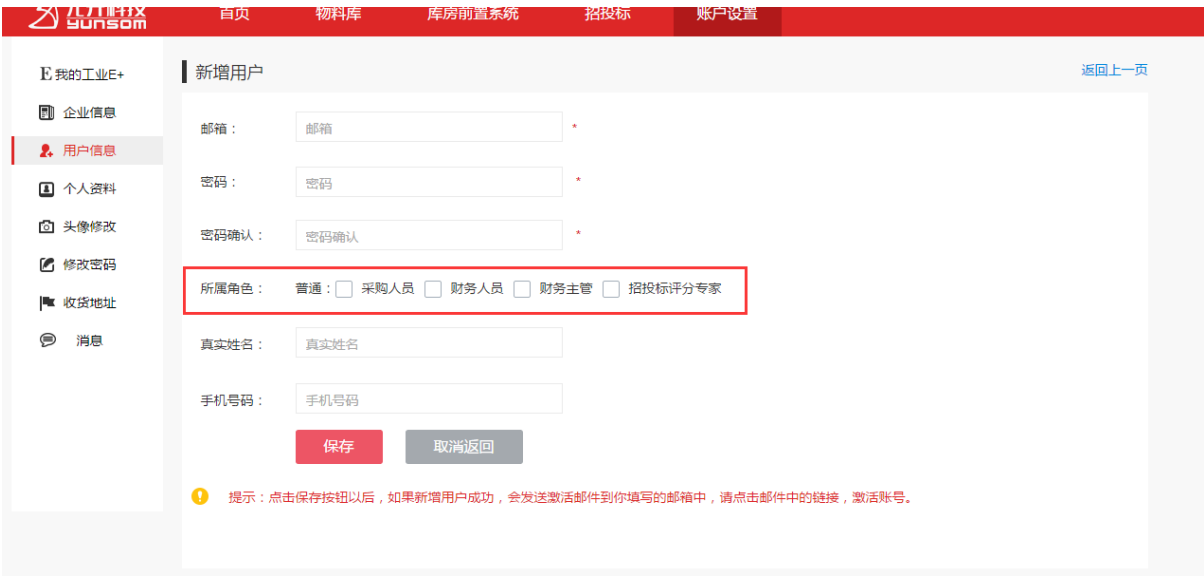 yunsom 首页 物料库 库房前置系统 招投标 账户设置
E 我的工业E+
企业信息
用户信息
个人资料
头像修改
修改密码
收货地址
消息
新增用户 返回上一页
邮箱： 邮箱 *
密码： 密码 *
密码确认： 密码确认 *
所属角色： 普通： 采购人员 财务人员 财务主管 招投标评分专家
真实姓名： 真实姓名
手机号码： 手机号码
保存 取消返回
提示：点击保存按钮以后，如果新增用户成功，会发送激活邮件到你填写的邮箱中，请点击邮件中的链接，激活账号。